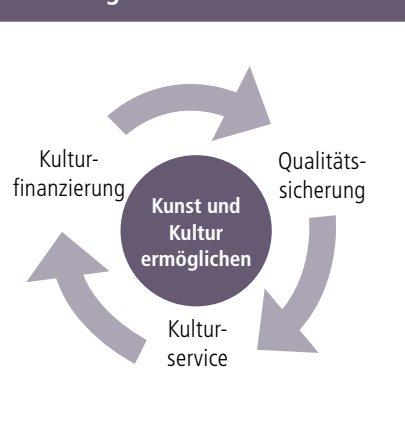 Kultur-
finanzierung
Qualitäts-
sicherung
Kunst und
Kultur
ermöglichen
Kultur-
service